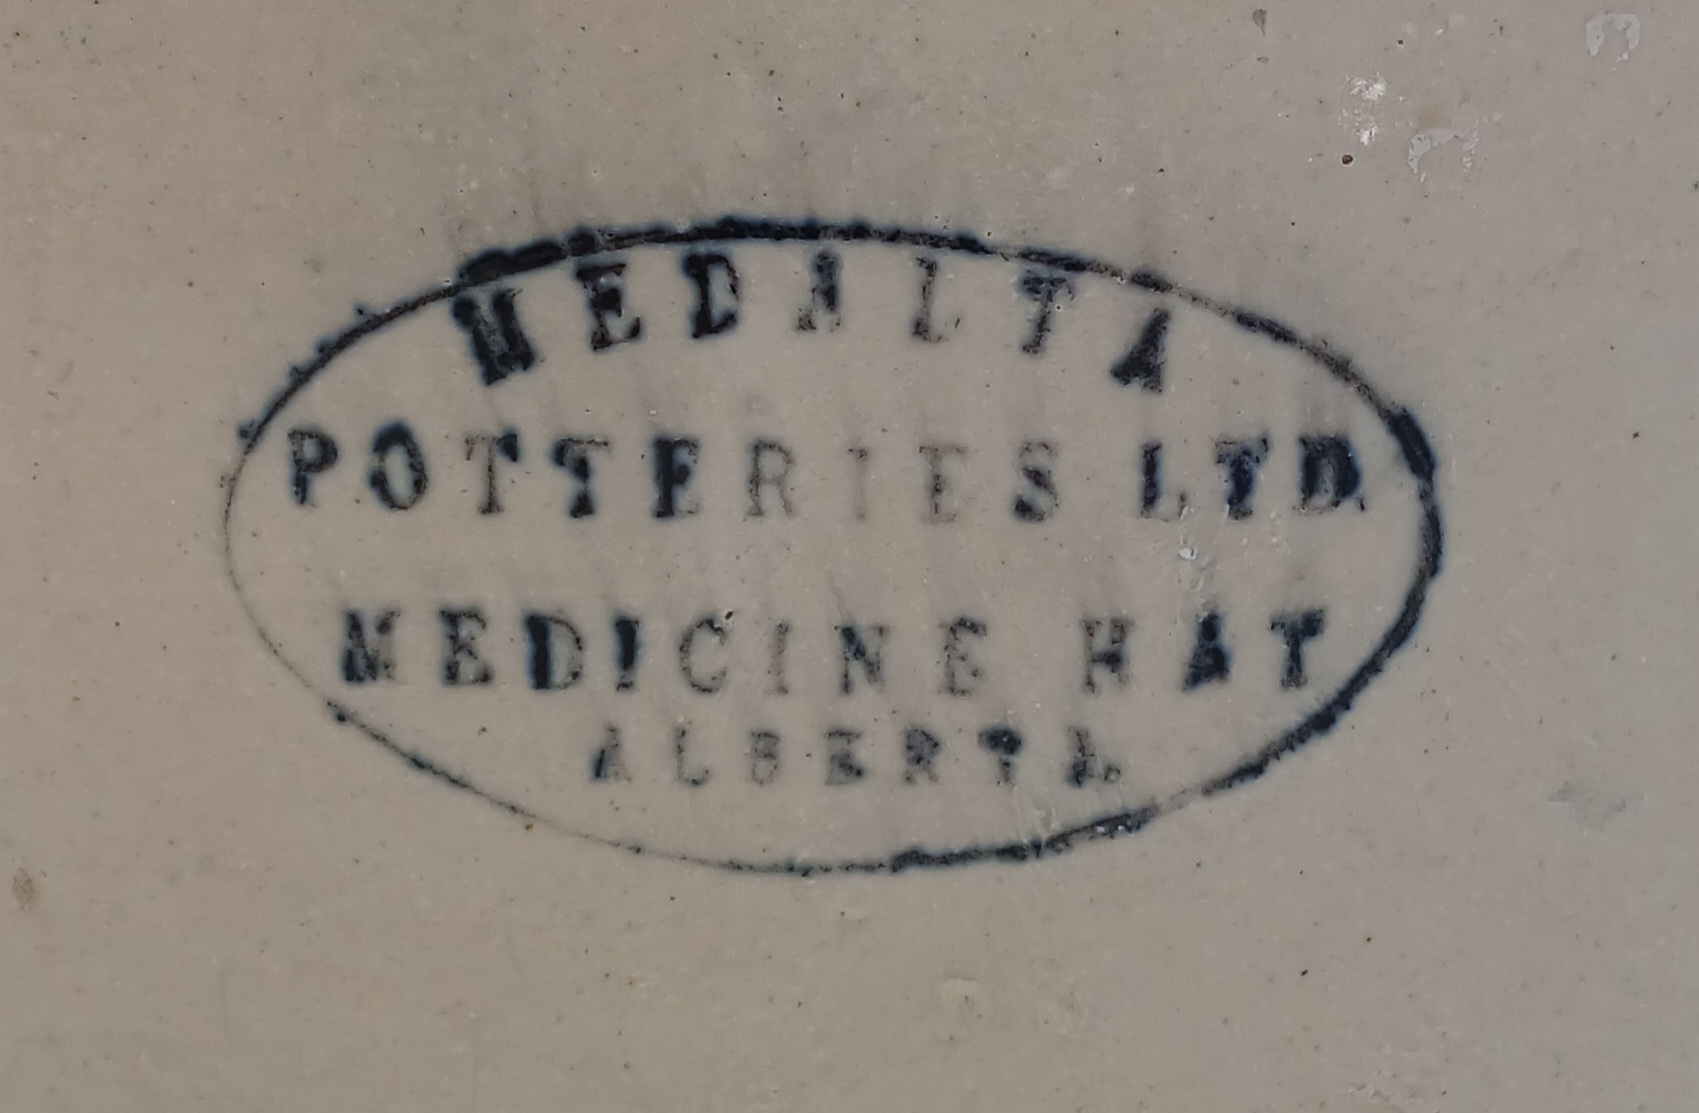 MEDALTA
POTTERIES LTD.
MEDICINE HAT
ALBERTA